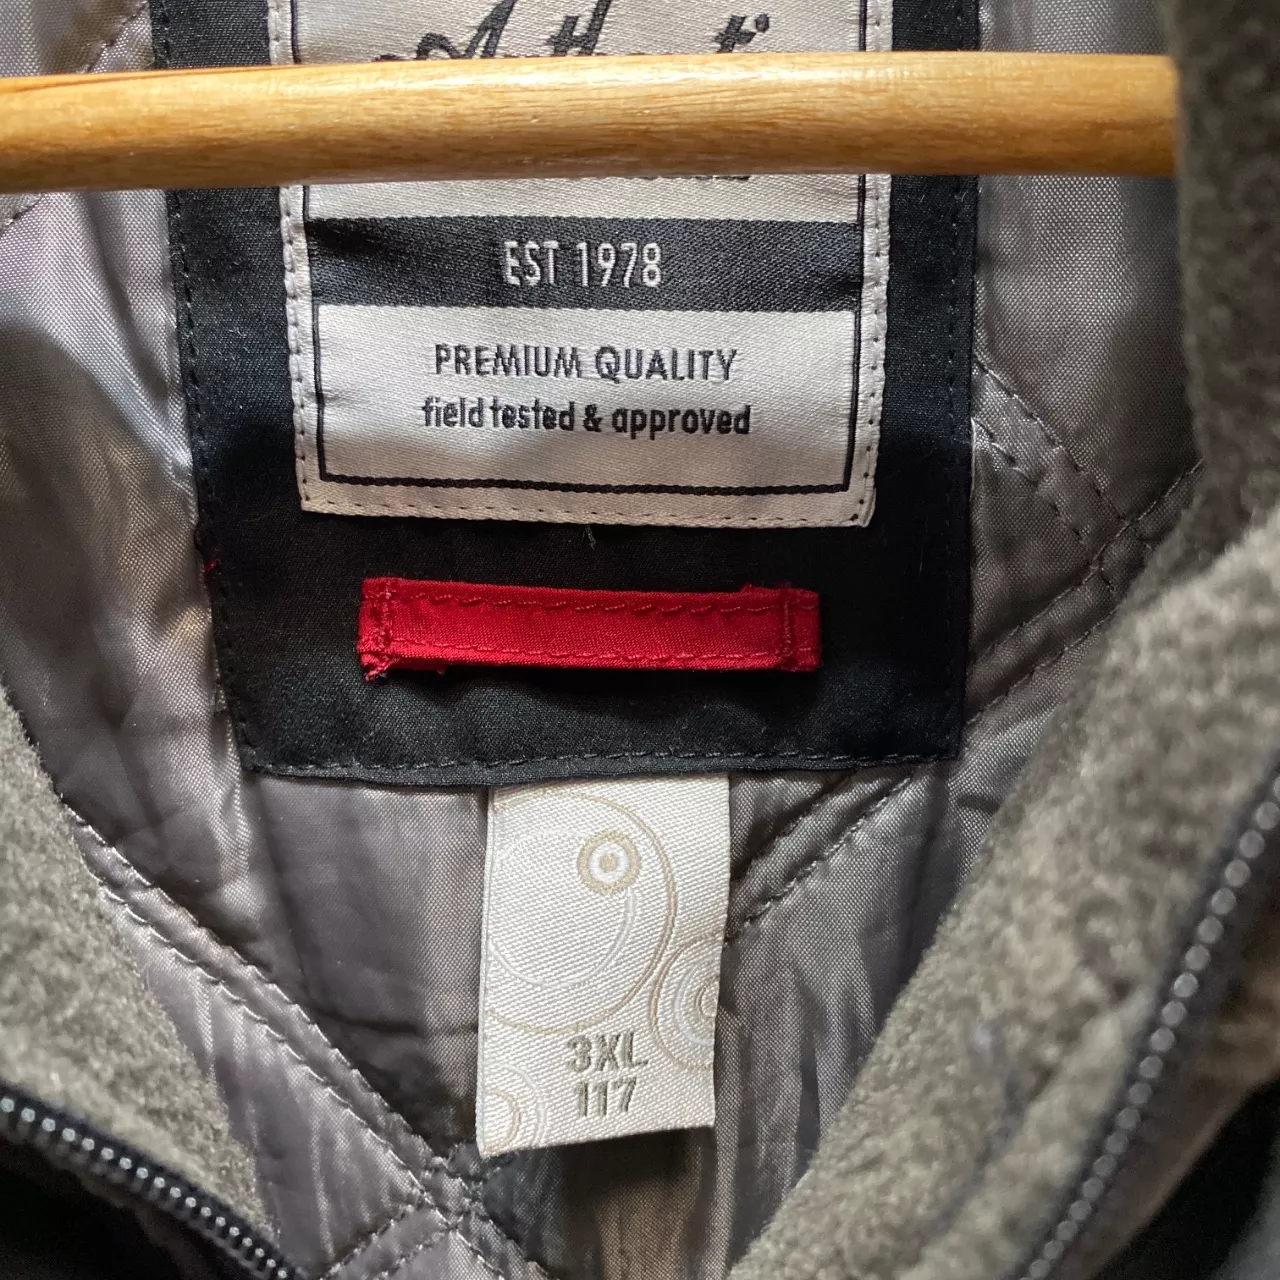 EST 1978
PREMIUM QUALITY
field tested & approved
3XL
117